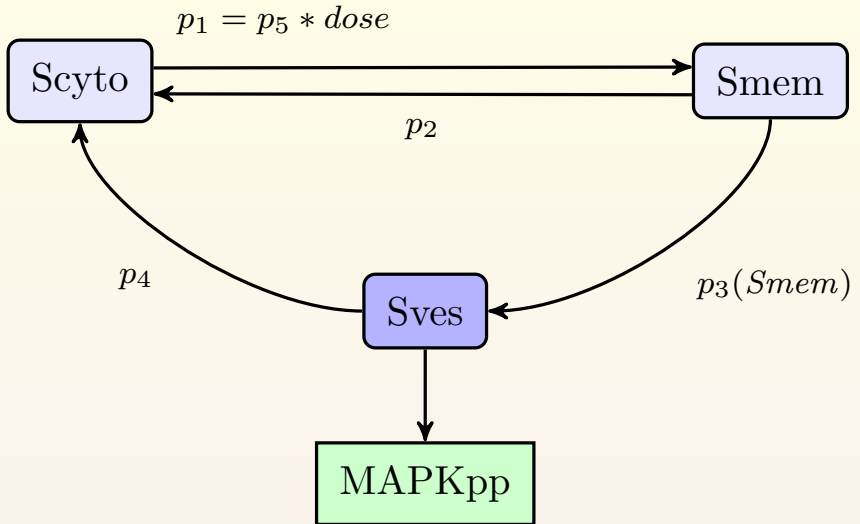 p₁ = p₅ * dose
Scyto
Smem
p₂
p₄
p₃(Smem)
Sves
MAPKpp